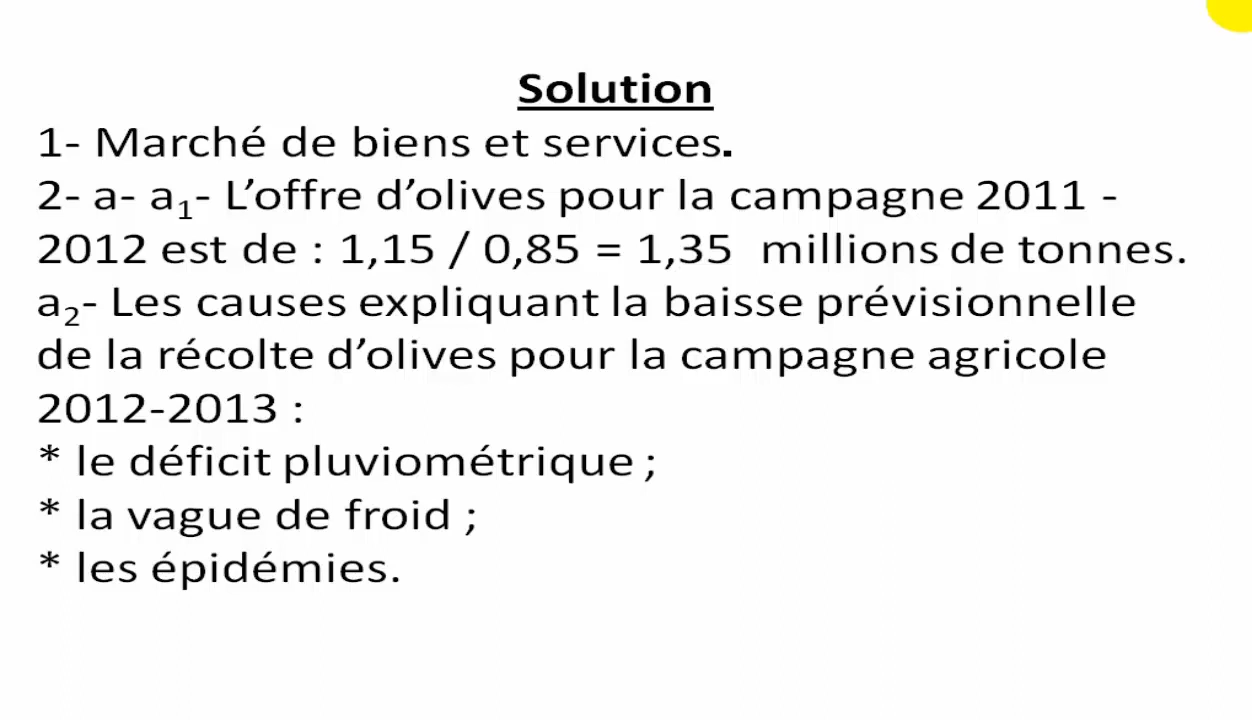 Solution
1- Marché de biens et services.
2- a- a₁- L’offre d’olives pour la campagne 2011 -
2012 est de : 1,15 / 0,85 = 1,35 millions de tonnes.
a₂- Les causes expliquant la baisse prévisionnelle
de la récolte d’olives pour la campagne agricole
2012-2013 :
* le déficit pluviométrique ;
* la vague de froid ;
* les épidémies.